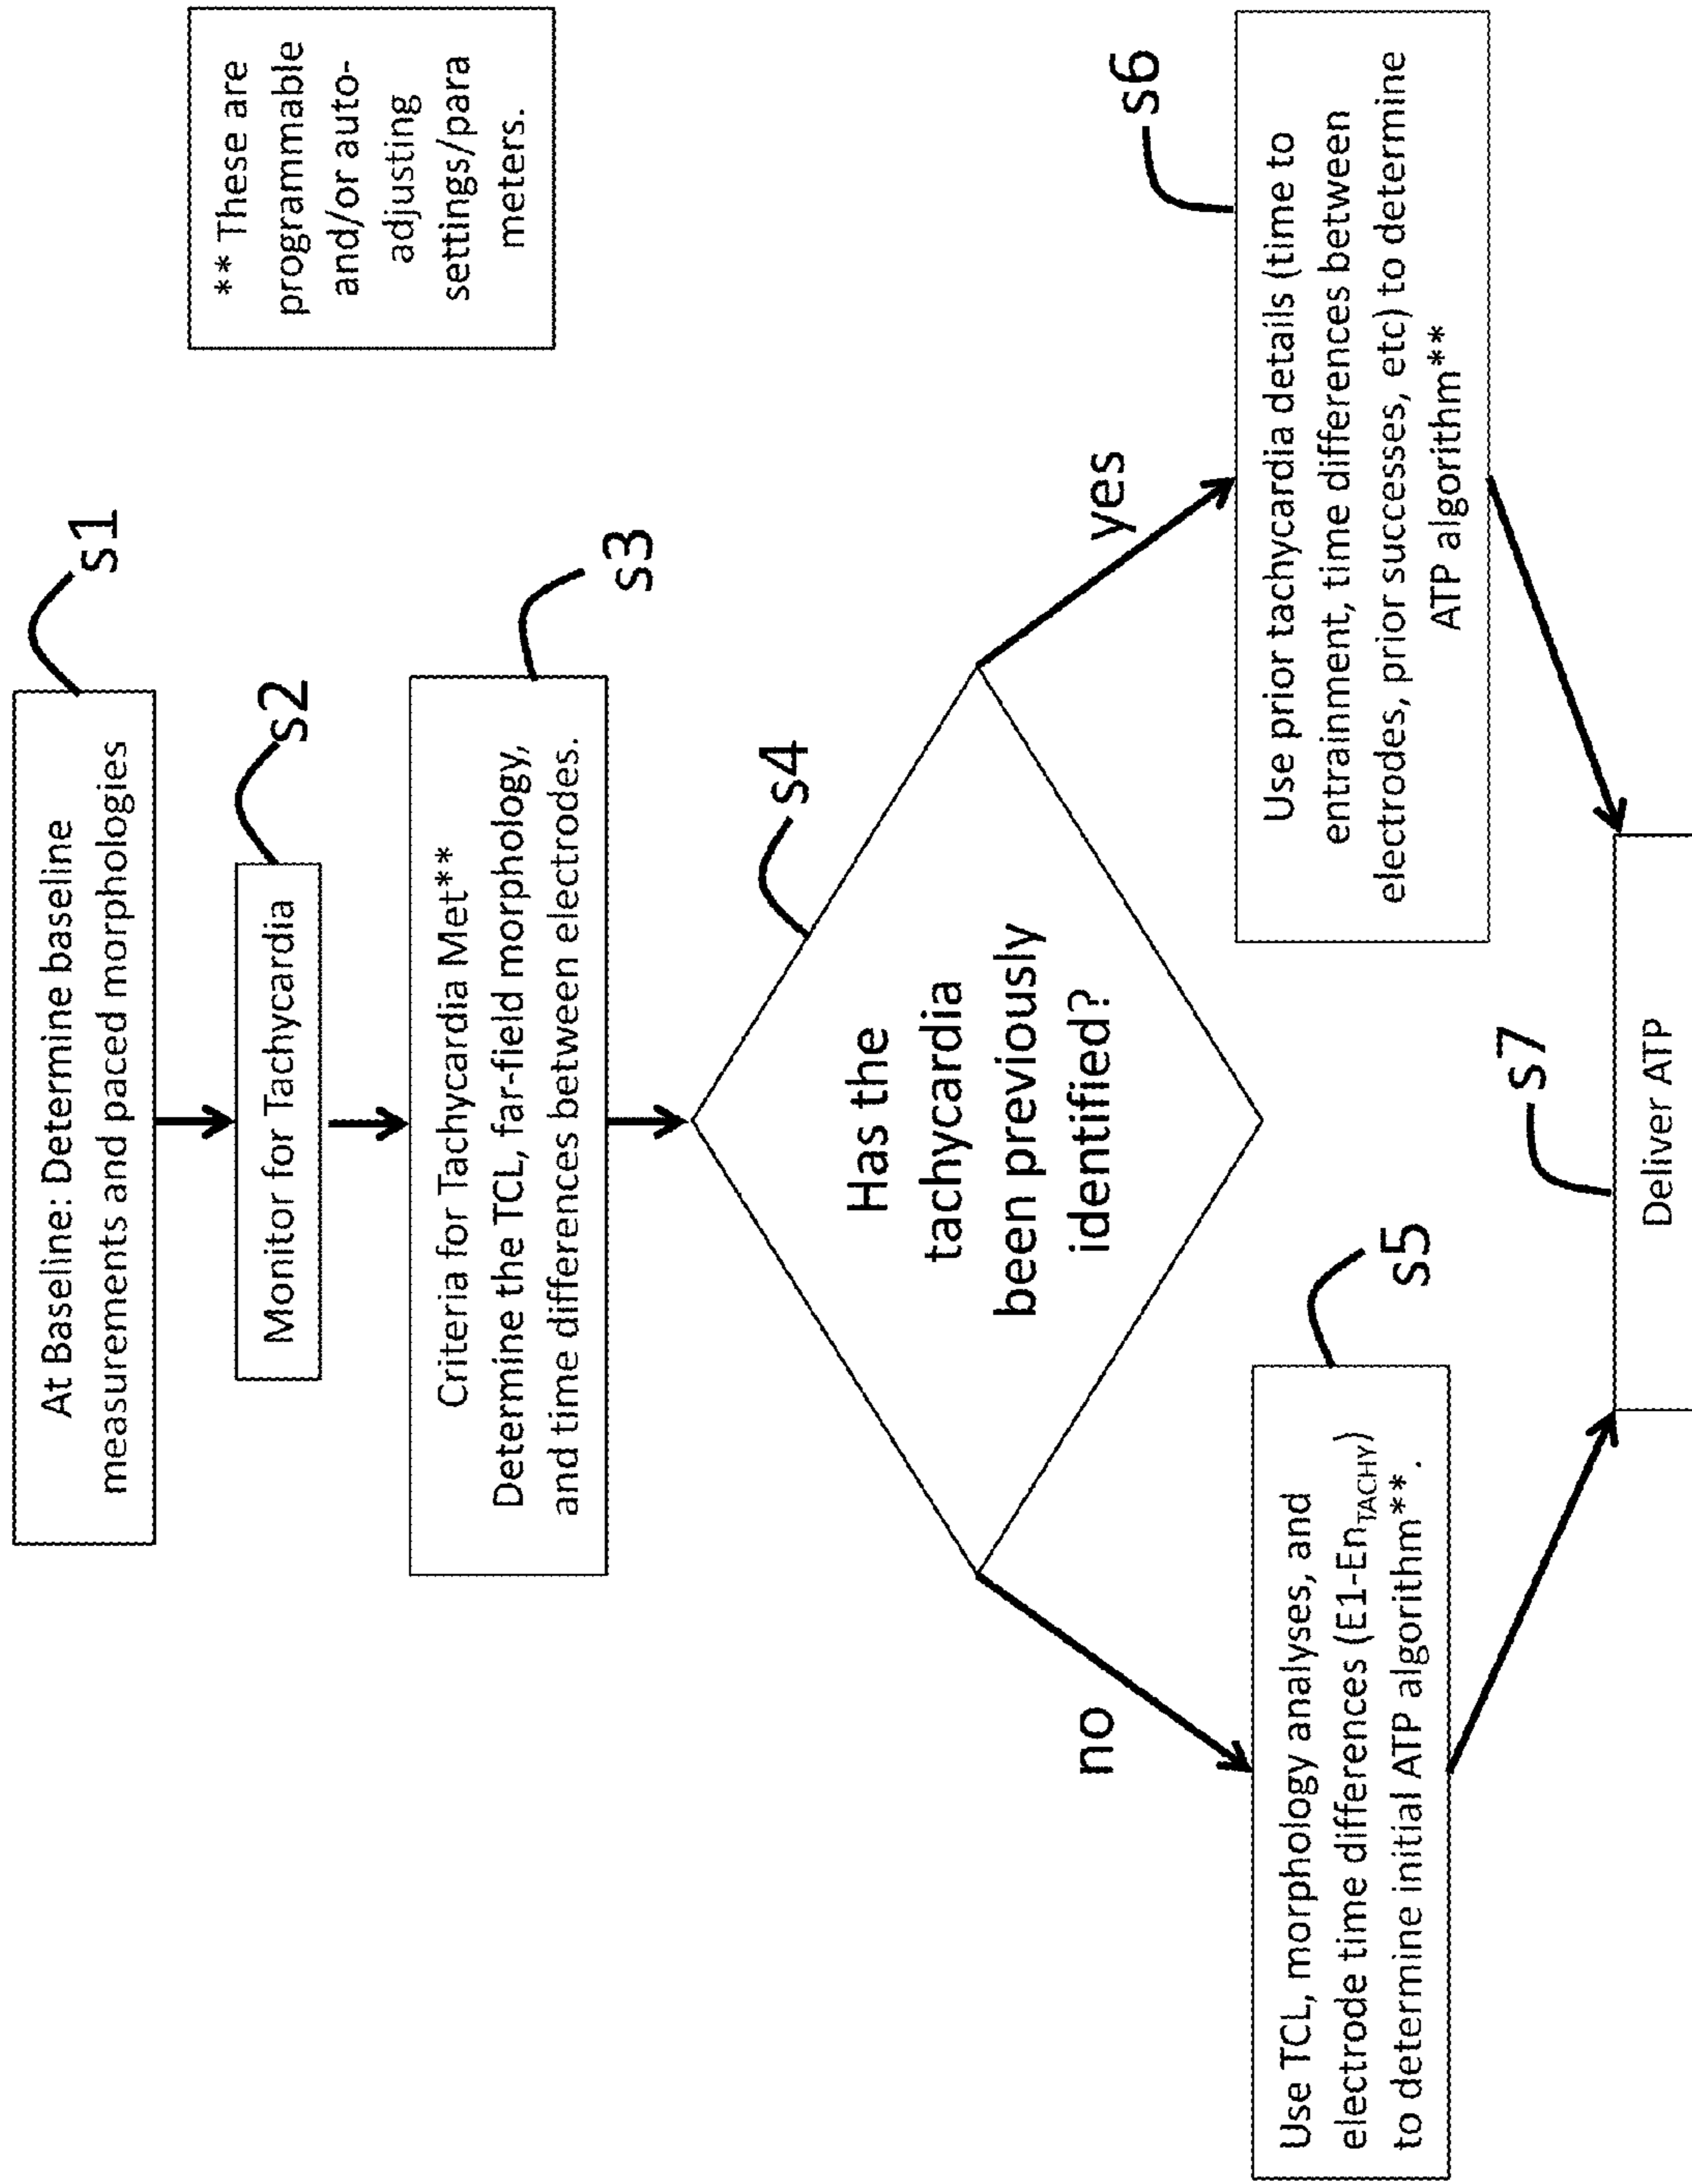 At Baseline: Determine baseline
measurements and paced morphologies
s1
** These are
programmable
and/or auto-
adjusting
settings/para
meters.
Monitor for Tachycardia
s2
Criteria for Tachycardia Met**
Determine the TCL, far-field morphology,
and time differences between electrodes.
s3
Has the
tachycardia
been previously
identified?
s4
no
yes
Use TCL, morphology analyses, and
electrode time differences (E1-EnTACHY)
to determine initial ATP algorithm**.
s5
Use prior tachycardia details (time to
entrainment, time differences between
electrodes, prior successes, etc) to determine
ATP algorithm**
s6
Deliver ATP
s7